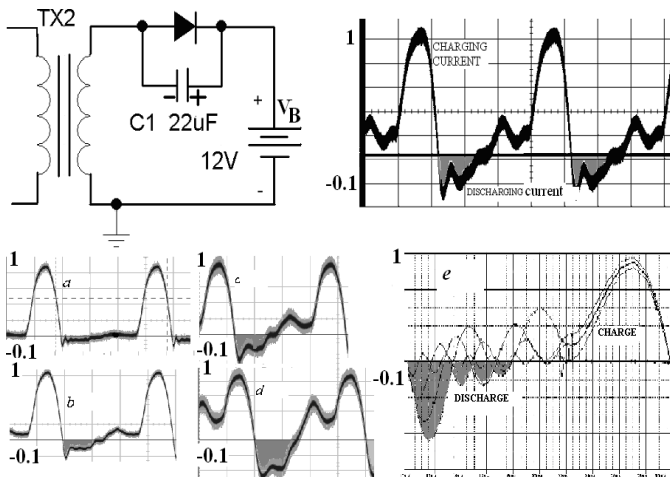 TX2
C1 22uF
+
+
V_B
12V
-
1
CHARGING
CURRENT
-0.1
DISCHARGING current
1
a
-0.1
1
c
-0.1
1
b
-0.1
1
d
-0.1
1
e
CHARGE
-0.1
DISCHARGE